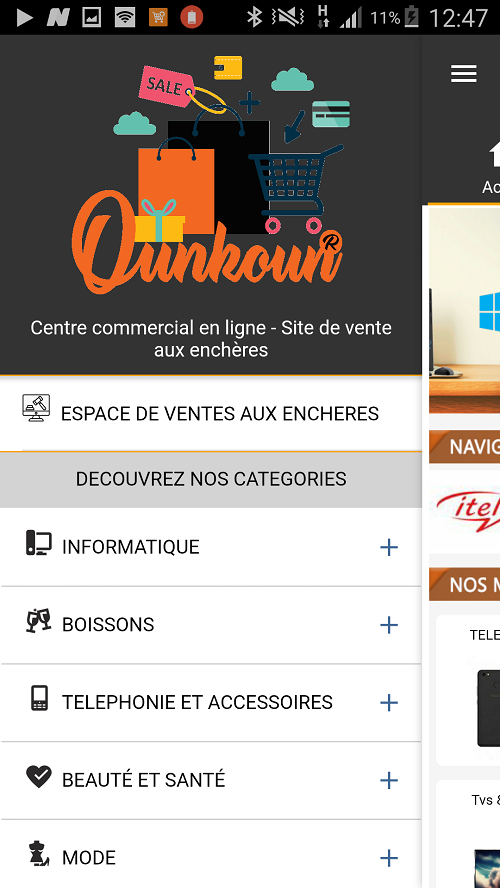 11% 12:47
SALE
Qunkoun R
Centre commercial en ligne - Site de vente
aux enchères
ESPACE DE VENTES AUX ENCHERES
DECOUVREZ NOS CATEGORIES
INFORMATIQUE
BOISSONS
TELEPHONIE ET ACCESSOIRES
BEAUTÉ ET SANTÉ
MODE
Ac
NAVIG
itel
NOS M
TELE
Tvs &